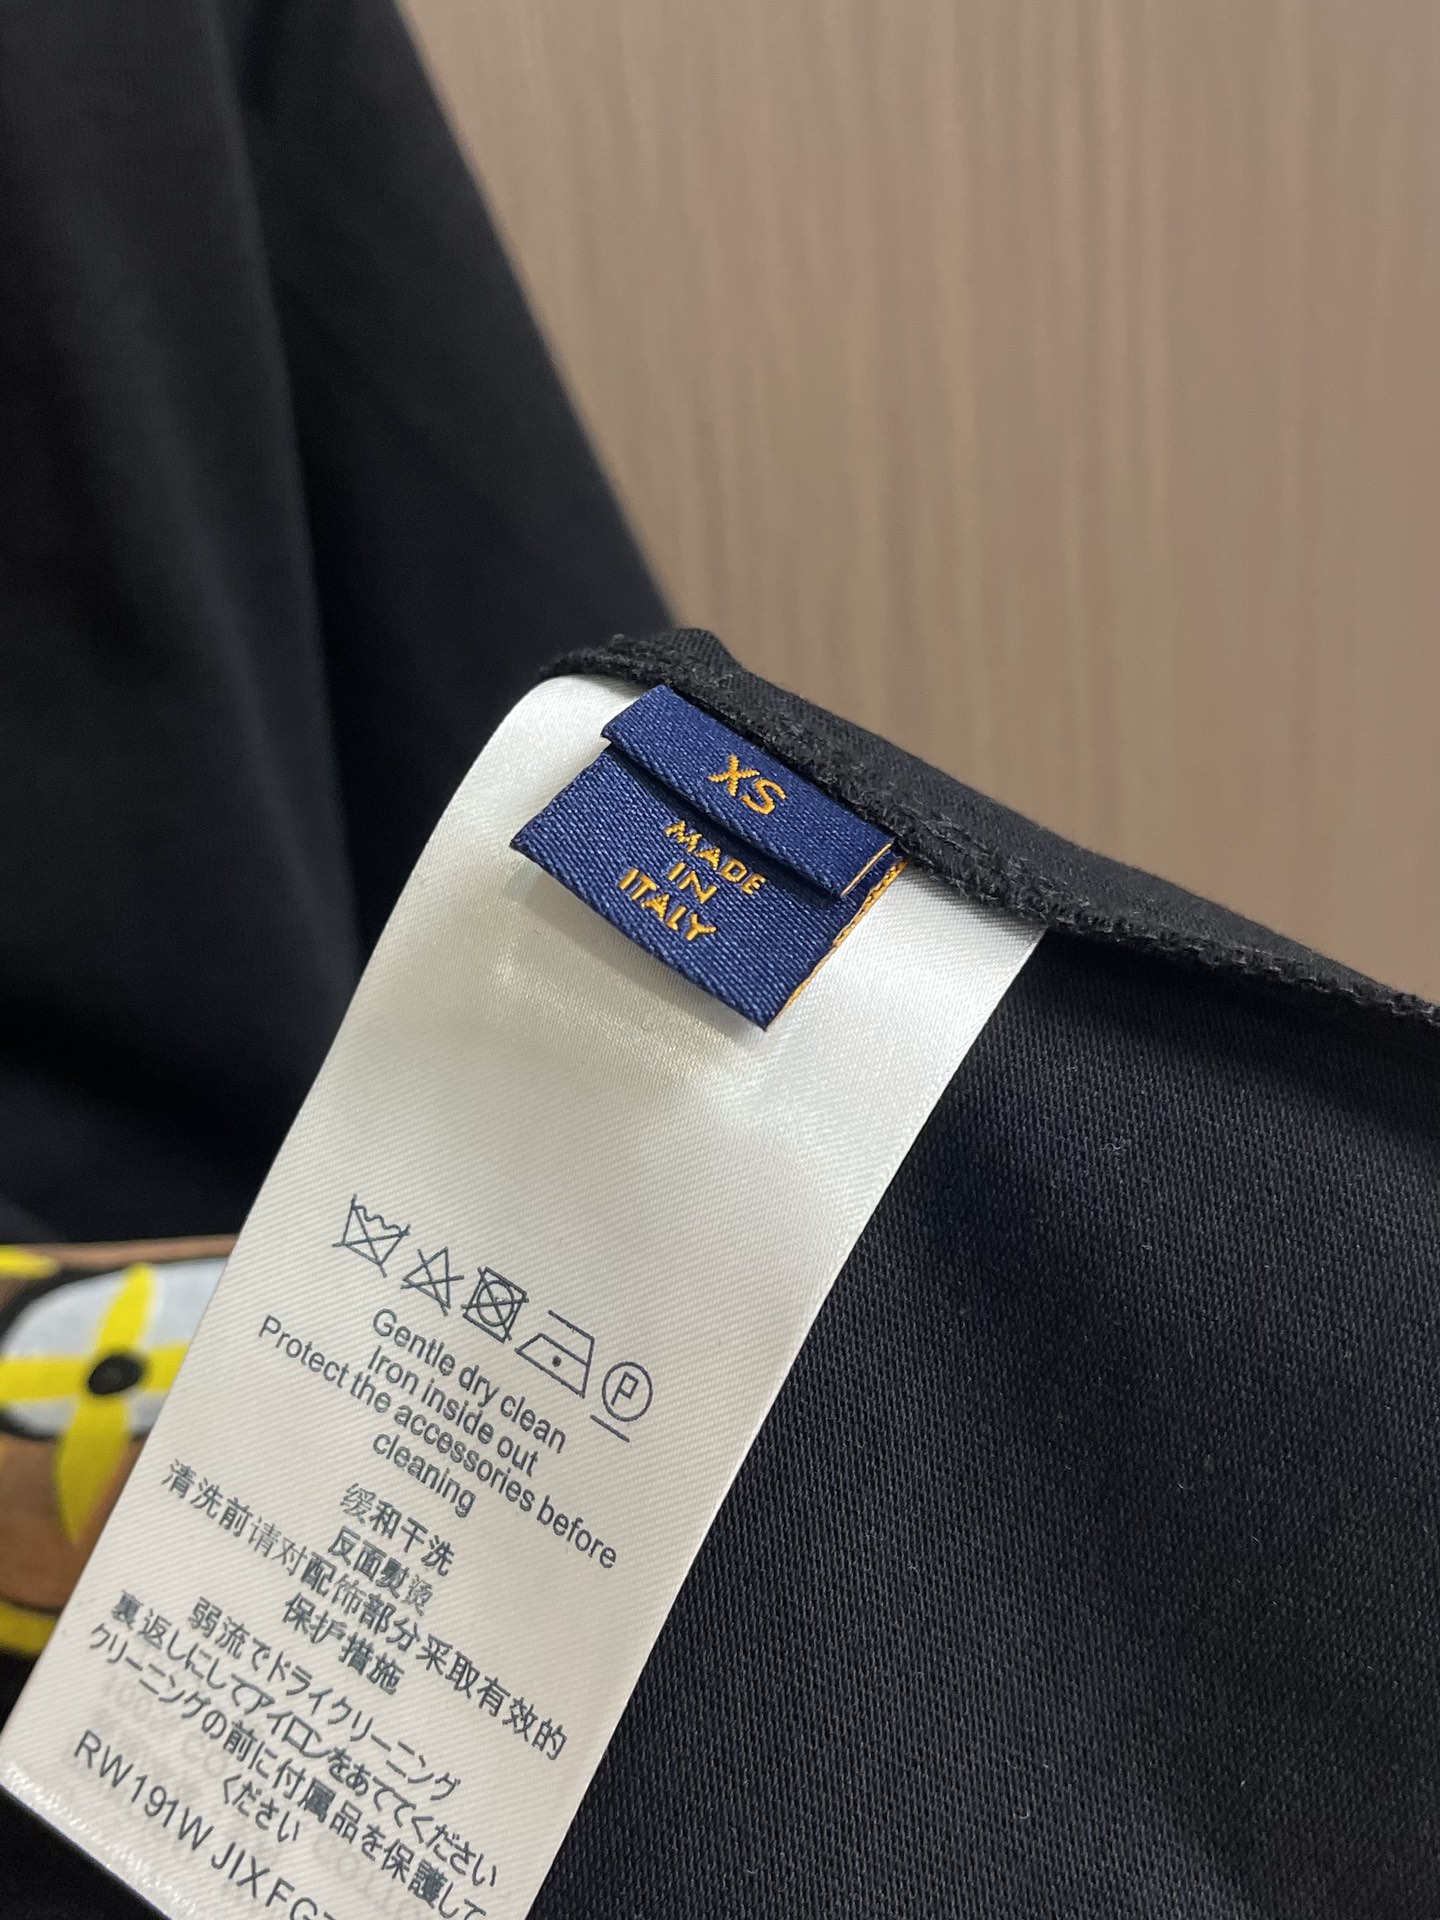 XS
MADE
IN
ITALY
P
Gentle dry clean
Iron inside out
Protect the accessories before
cleaning
缓和干洗
反面熨烫
清洗前请对配饰部分采取有效的
保护措施
弱流でドライクリーニング
裏返しにしてアイロンをあててください
クリーニングの前に付属品を保護して
ください
RW191W JIXFG